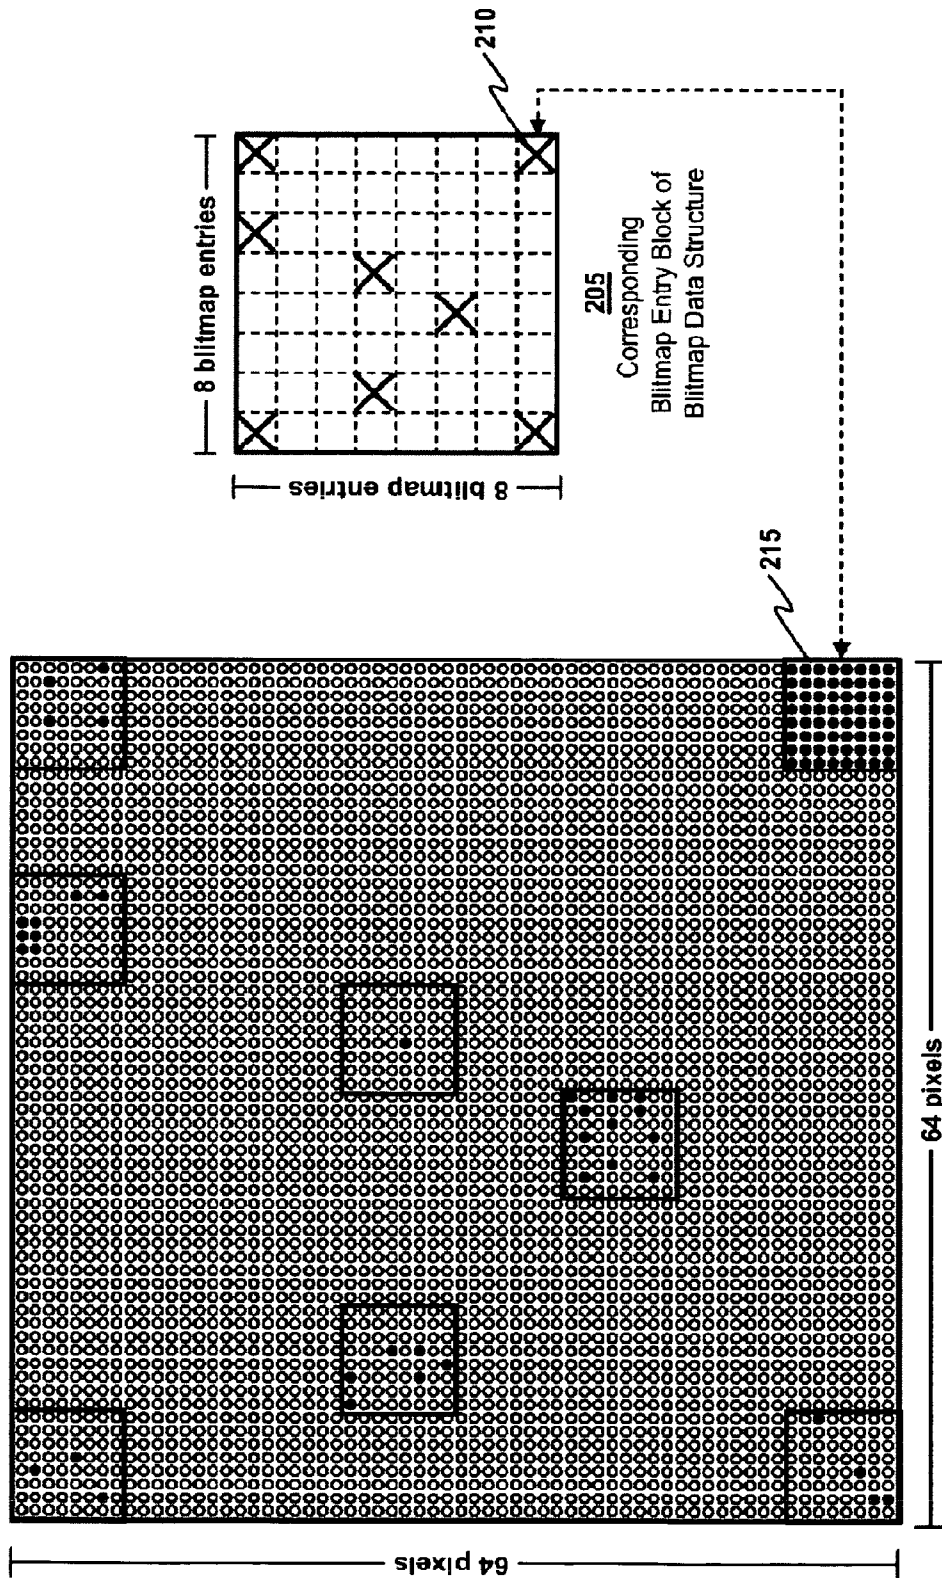 64 pixels
64 pixels
215
8 blitmap entries
8 blitmap entries
210
205
Corresponding
Blitmap Entry Block of
Blitmap Data Structure